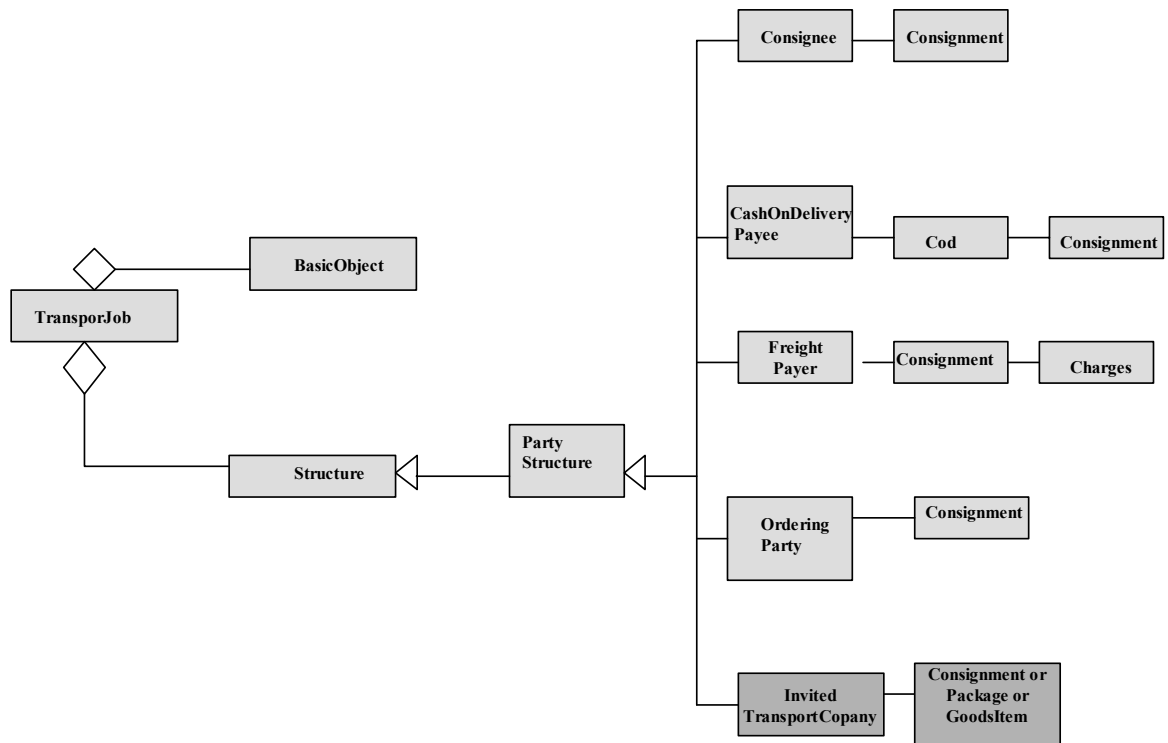 Consignee
Consignment
CashOnDelivery
Payee
Cod
Consignment
BasicObject
TransporJob
Freight
Payer
Consignment
Charges
Party
Structure
Structure
Ordering
Party
Consignment
Invited
TransportCopany
Consignment or
Package or
GoodsItem